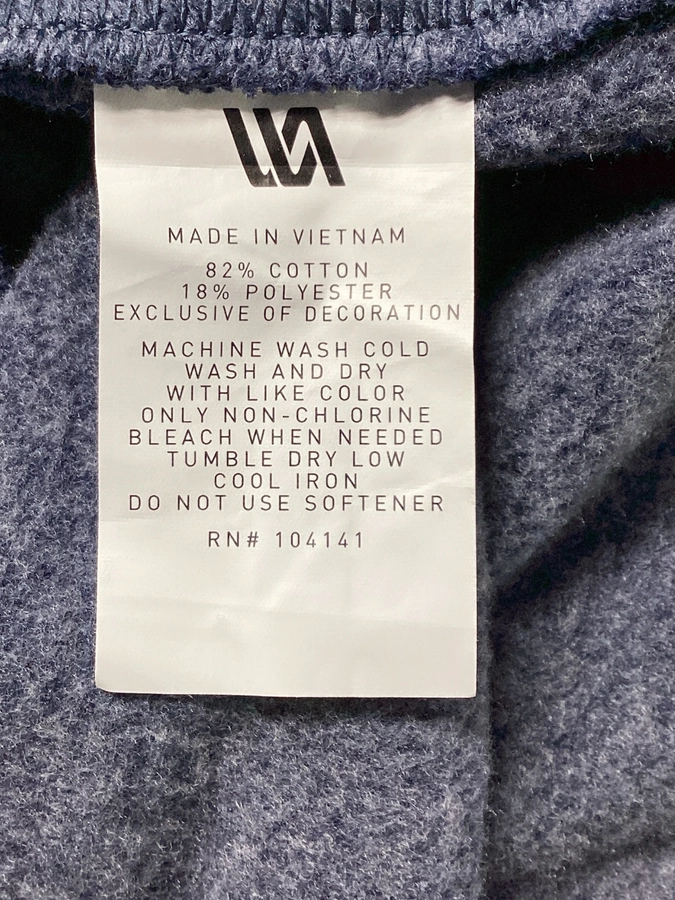 MADE IN VIETNAM
82% COTTON
18% POLYESTER
EXCLUSIVE OF DECORATION
MACHINE WASH COLD
WASH AND DRY
WITH LIKE COLOR
ONLY NON-CHLORINE
BLEACH WHEN NEEDED
TUMBLE DRY LOW
COOL IRON
DO NOT USE SOFTENER
RN# 104141